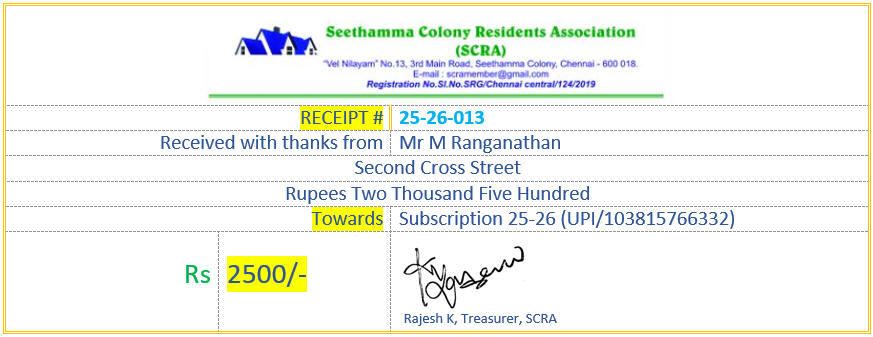 Seethamma Colony Residents Association
(SCRA)
"Vel Nilayam" No.13, 3rd Main Road, Seethamma Colony, Chennai - 600 018.
E-mail : scramember@gmail.com
Registration No.Sl.No.SRG/Chennai central/124/2019
RECEIPT # 25-26-013
Received with thanks from Mr M Ranganathan
Second Cross Street
Rupees Two Thousand Five Hundred
Towards Subscription 25-26 (UPI/103815766332)
Rs 2500/-
Rajesh K, Treasurer, SCRA